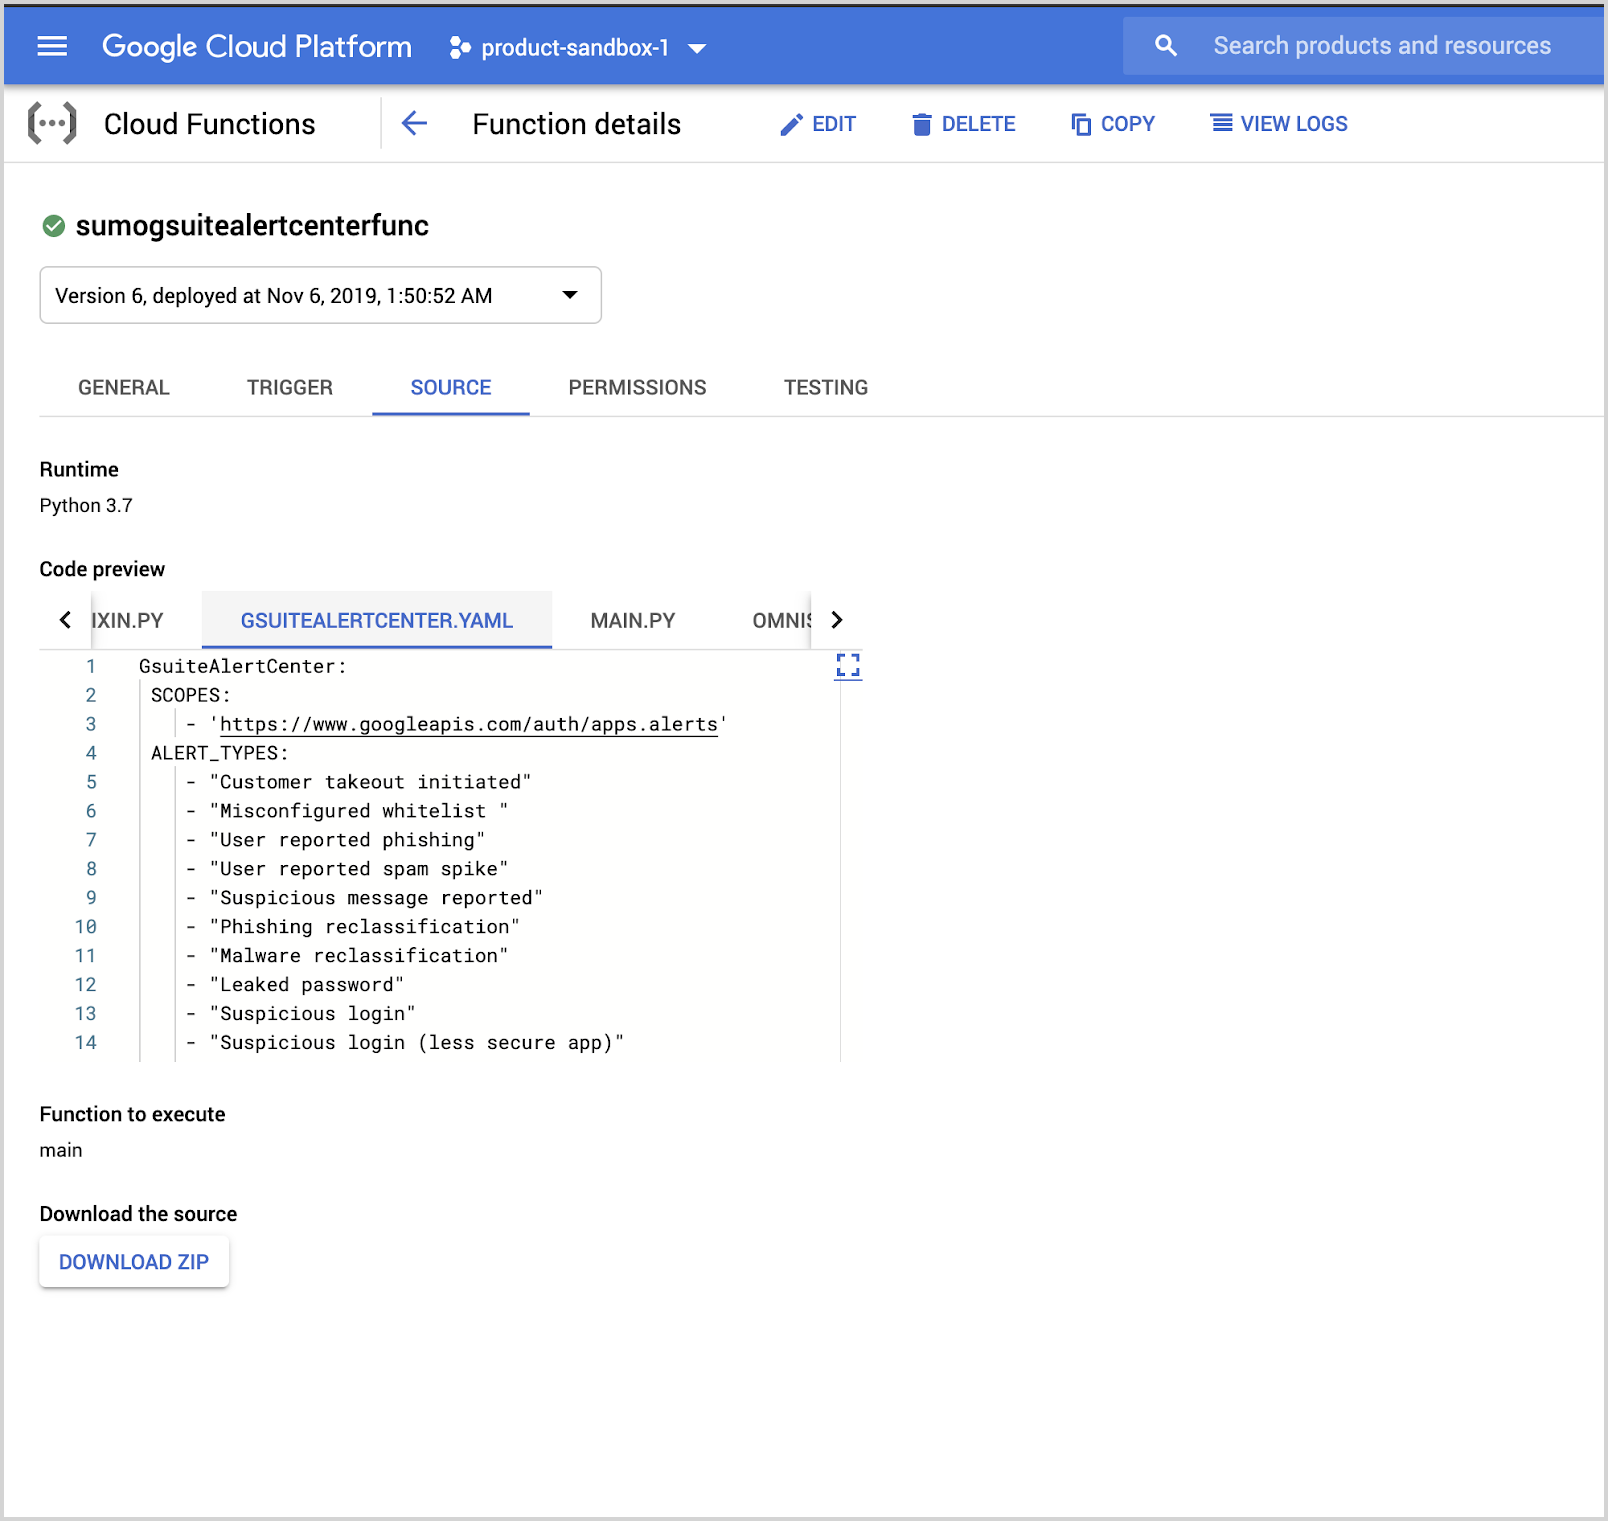 Google Cloud Platform product-sandbox-1 Search products and resources
Cloud Functions Function details EDIT DELETE COPY VIEW LOGS
sumogsuitealertcenterfunc
Version 6, deployed at Nov 6, 2019, 1:50:52 AM
GENERAL TRIGGER SOURCE PERMISSIONS TESTING
Runtime
Python 3.7
Code preview
IXIN.PY GSUITEALERTCENTER.YAML MAIN.PY OMNIS
1 GsuiteAlertCenter:
2 SCOPES:
3 - 'https://www.googleapis.com/auth/apps.alerts'
4 ALERT_TYPES:
5 - "Customer takeout initiated"
6 - "Misconfigured whitelist "
7 - "User reported phishing"
8 - "User reported spam spike"
9 - "Suspicious message reported"
10 - "Phishing reclassification"
11 - "Malware reclassification"
12 - "Leaked password"
13 - "Suspicious login"
14 - "Suspicious login (less secure app)"
Function to execute
main
Download the source
DOWNLOAD ZIP